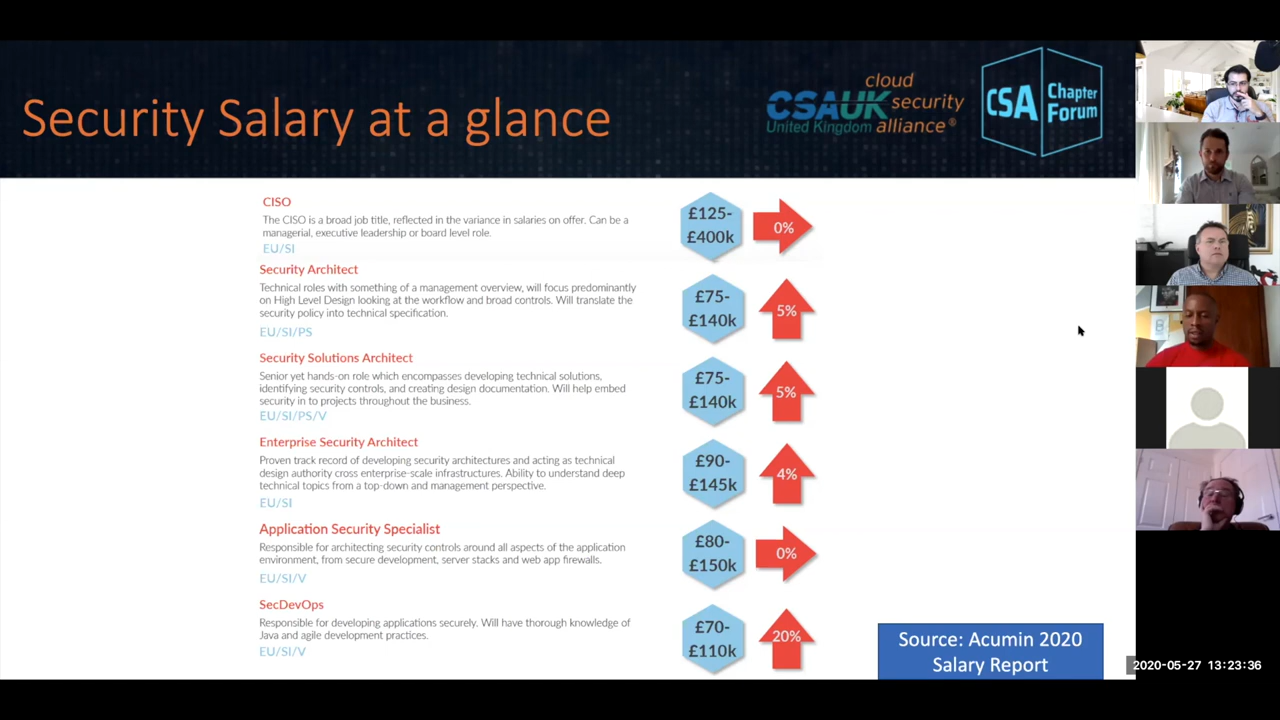 Security Salary at a glance
cloud
CSAUK security
United Kingdom alliance®
CSA Chapter
Forum
CISO
The CISO is a broad job title, reflected in the variance in salaries on offer. Can be a
managerial, executive leadership or board level role.
EU/SI
£125-
£400k
0%
Security Architect
Technical roles with something of a management overview, will focus predominantly
on High Level Design looking at the workflow and broad controls. Will translate the
security policy into technical specification.
EU/SI/PS
£75-
£140k
5%
Security Solutions Architect
Senior yet hands-on role which encompasses developing technical solutions,
identifying security controls, and creating design documentation. Will help embed
security in to projects throughout the business.
EU/SI/PS/V
£75-
£140k
5%
Enterprise Security Architect
Proven track record of developing security architectures and acting as technical
design authority cross enterprise-scale infrastructures. Ability to understand deep
technical topics from a top-down and management perspective.
EU/SI
£90-
£145k
4%
Application Security Specialist
Responsible for architecting security controls around all aspects of the application
environment, from secure development, server stacks and web app firewalls.
EU/SI/V
£80-
£150k
0%
SecDevOps
Responsible for developing applications securely. Will have thorough knowledge of
Java and agile development practices.
EU/SI/V
£70-
£110k
20%
Source: Acumin 2020
Salary Report
2020-05-27 13:23:36